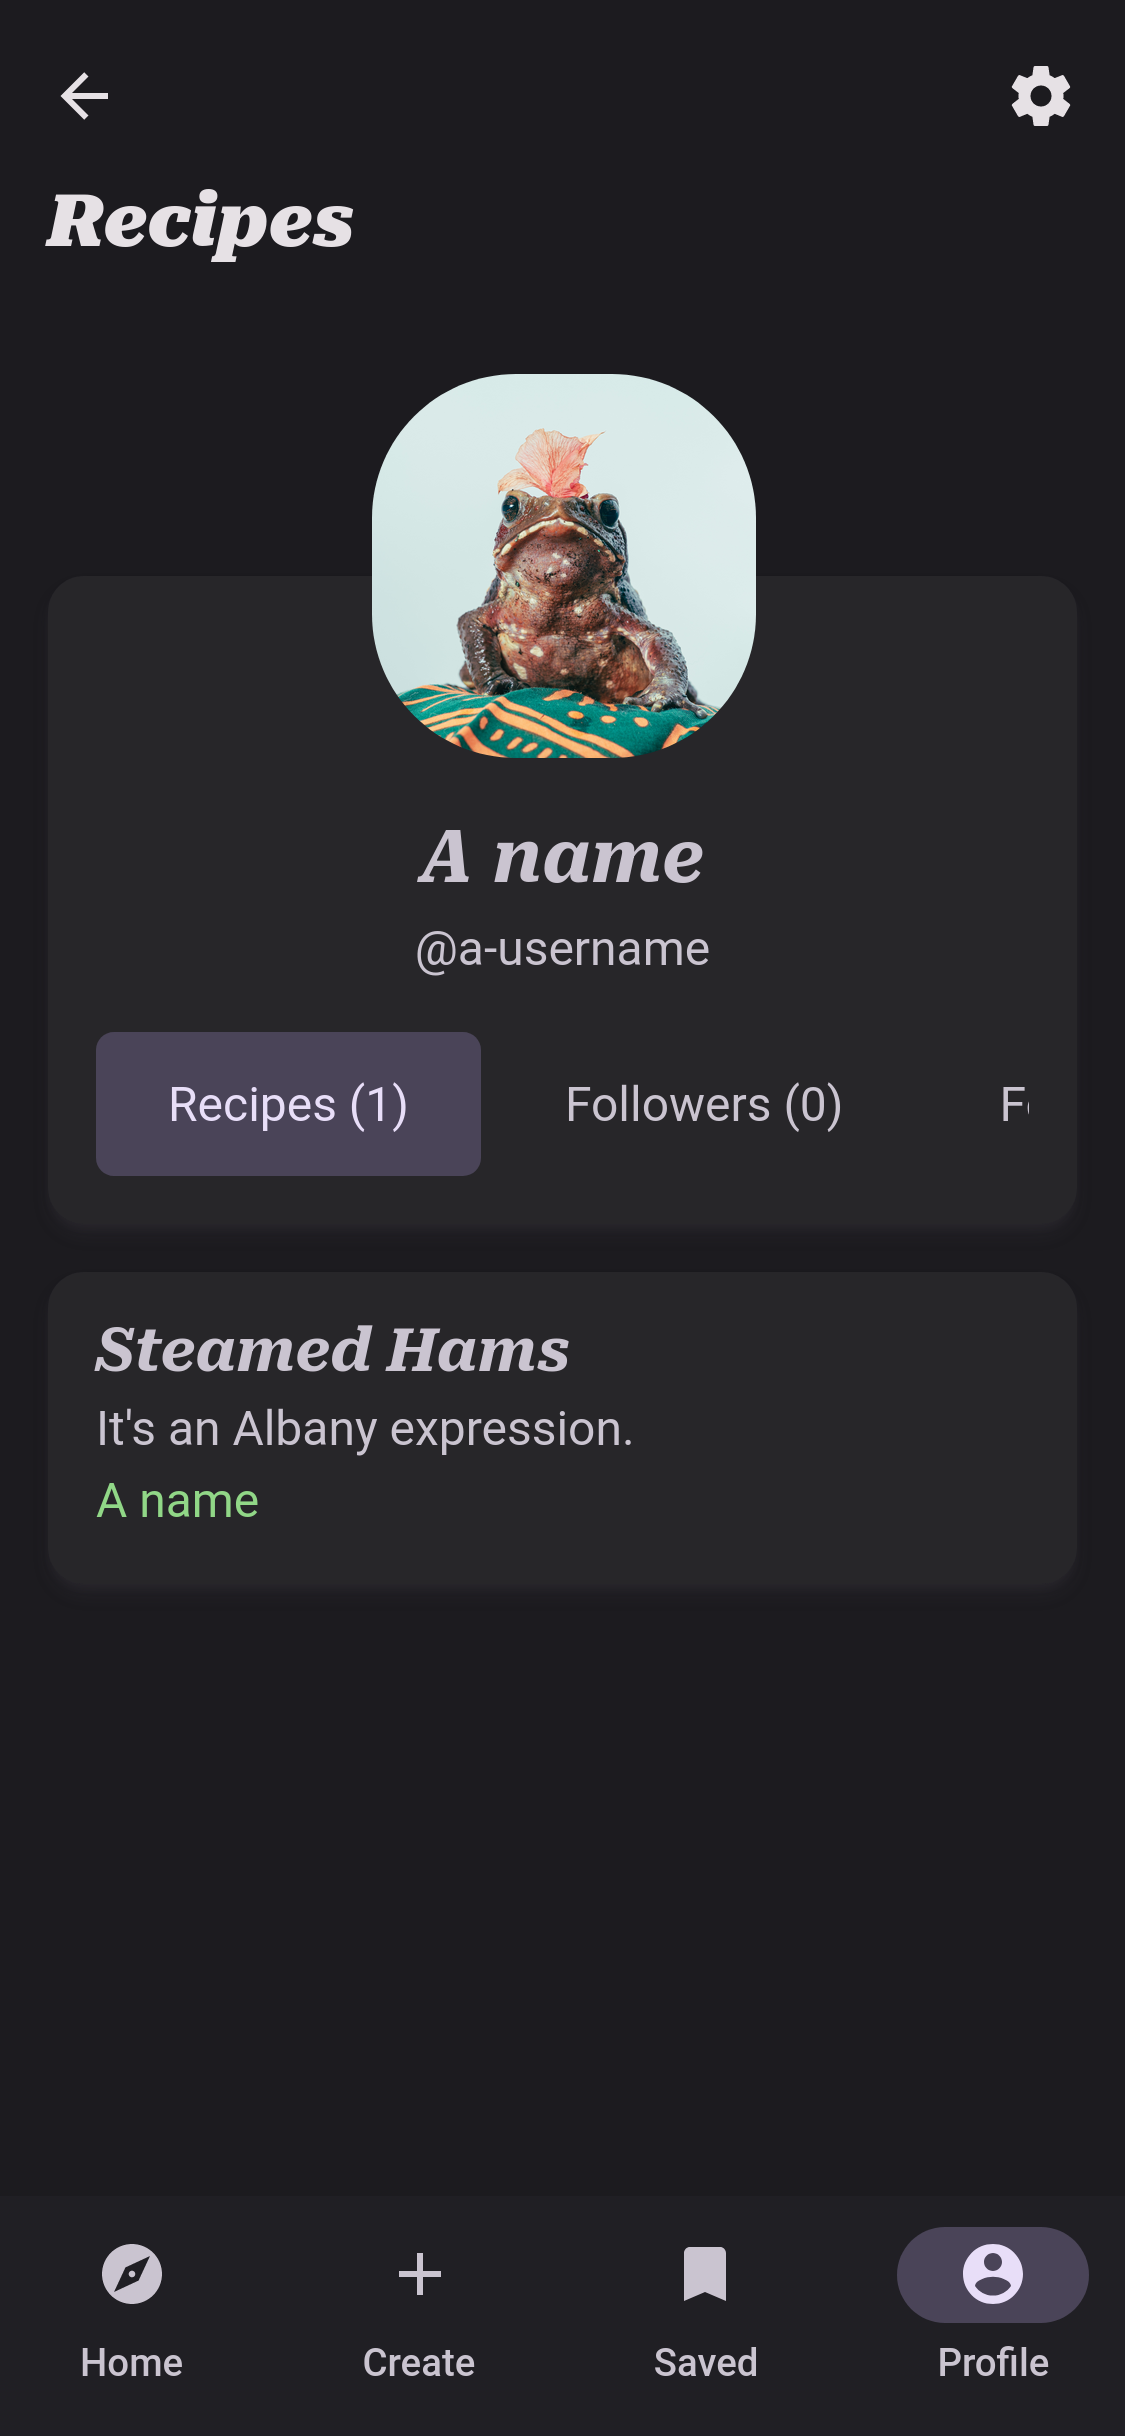 Recipes
A name
@a-username
Recipes (1) Followers (0) F
Steamed Hams
It's an Albany expression.
A name
Home Create Saved Profile